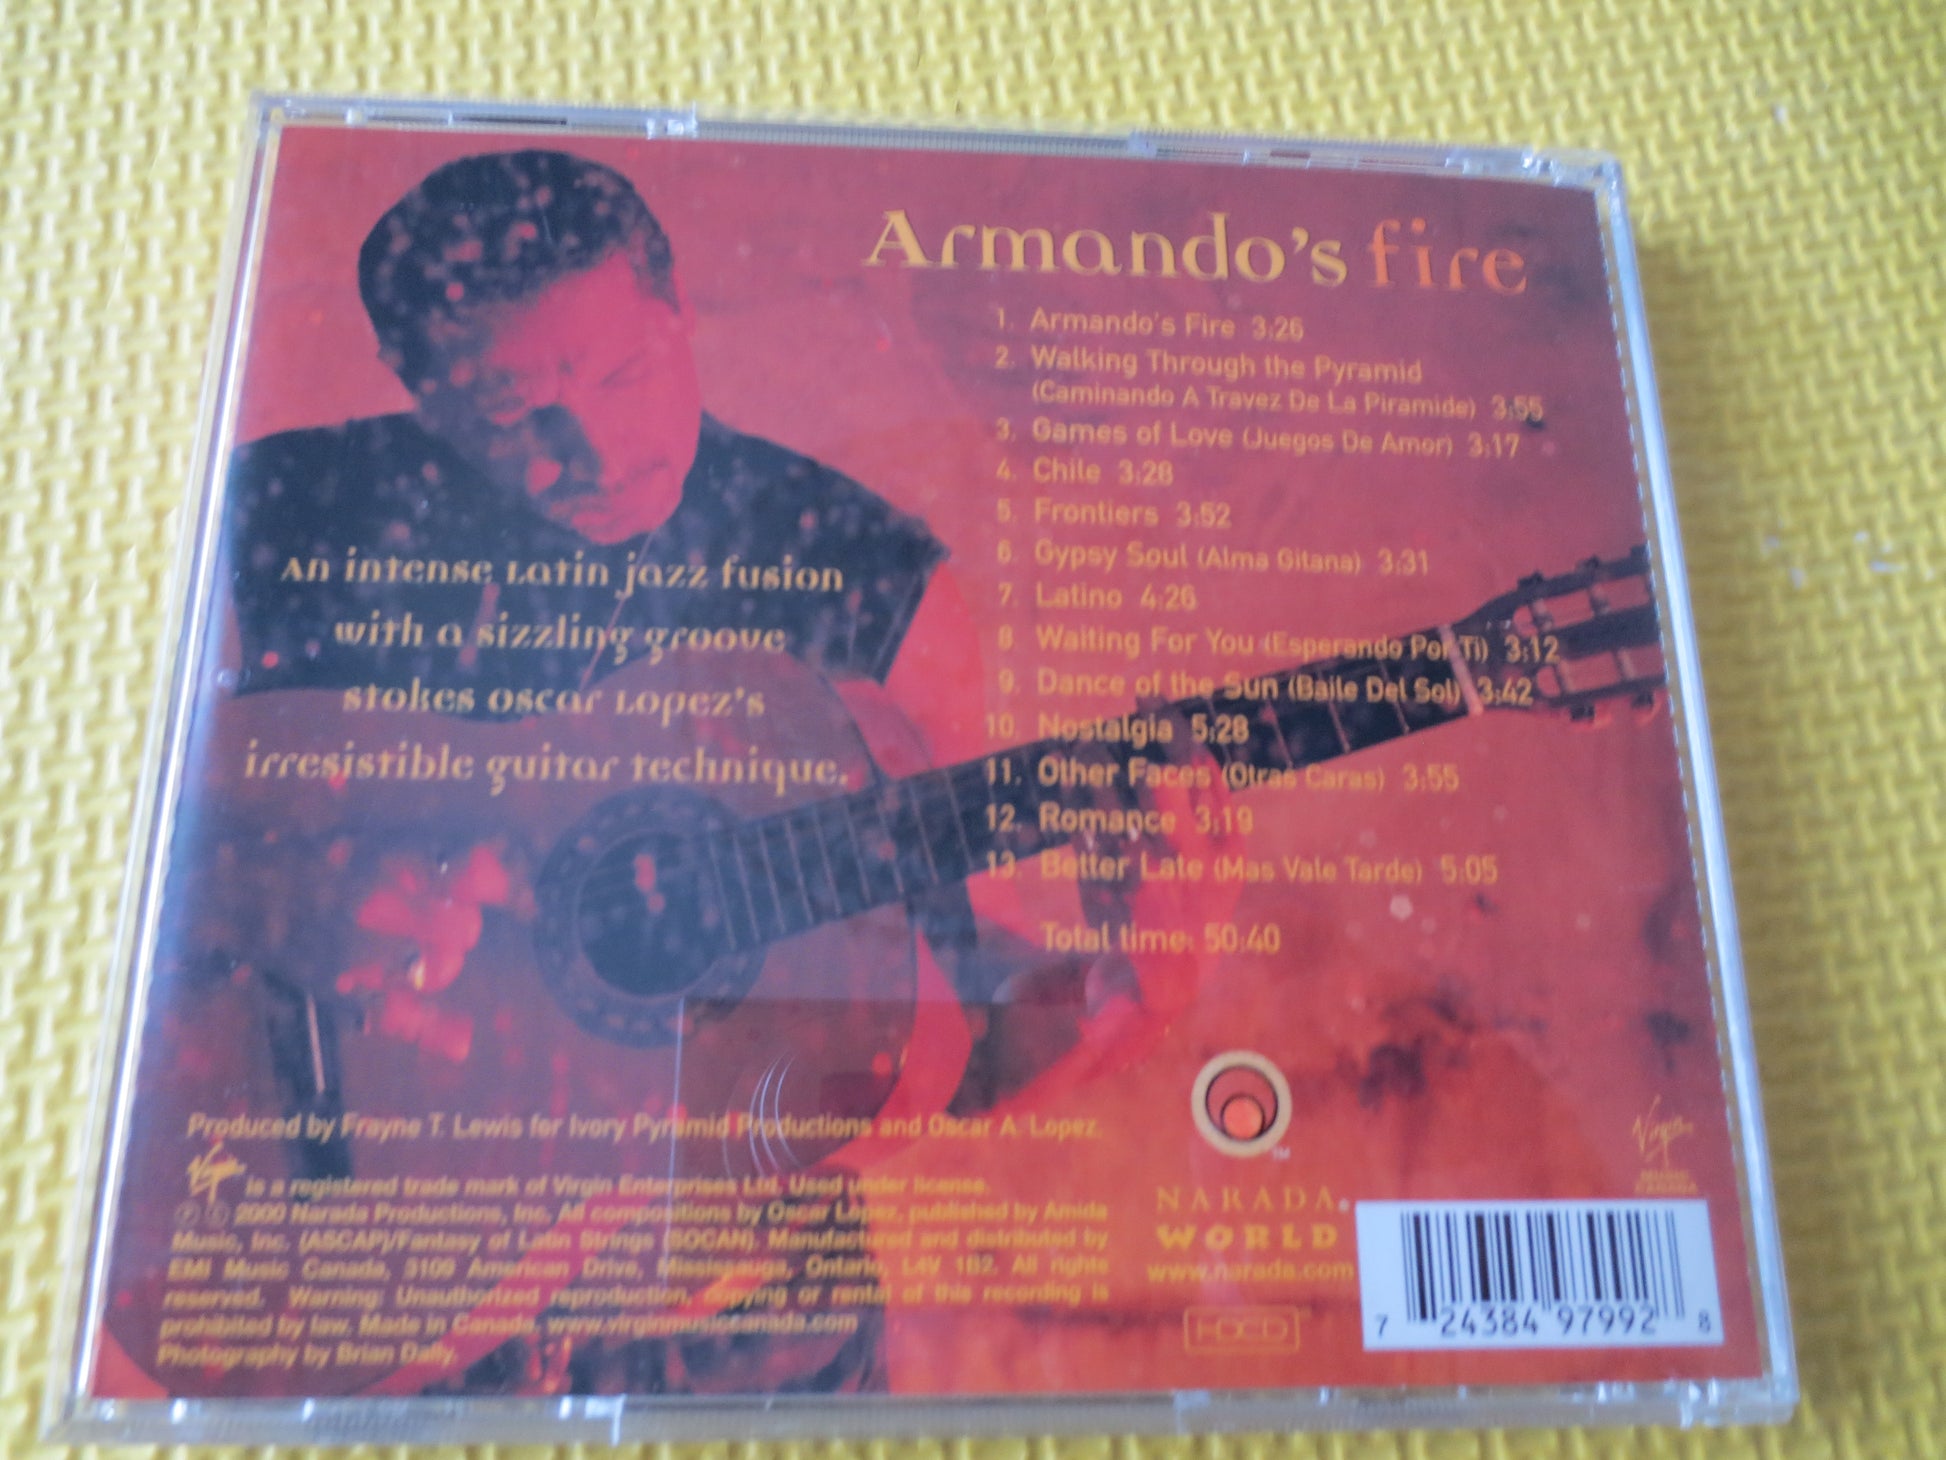 Armando's fire
1. Armando's Fire 3:26
2. Walking Through the Pyramid
(Caminando A Travez De La Piramide) 3:55
3. Games of Love (Juegos De Amor) 3:17
4. Chile 3:28
5. Frontiers 3:52
6. Gypsy Soul (Alma Gitana) 3:31
7. Latino 4:26
8. Waiting For You (Esperando Por Ti) 3:12
9. Dance of the Sun (Baile Del Sol) 3:42
10. Nostalgia 5:28
11. Other Faces (Otras Caras) 3:55
12. Romance 3:19
13. Better Late (Mas Vale Tarde) 5:05
Total time: 50:40
An intense Latin jazz fusion
with a sizzling groove
stokes Oscar Lopez's
irresistible guitar technique.
Produced by Frayne T. Lewis for Ivory Pyramid Productions and Oscar A. Lopez.
Virgin is a registered trade mark of Virgin Enterprises Ltd. Used under license.
Ⓟ © 2000 Narada Productions, Inc. All compositions by Oscar Lopez, published by Amida
Music, Inc. (ASCAP)/Fantasy of Latin Strings (SOCAN). Manufactured and distributed by
EMI Music Canada, 3109 American Drive, Mississauga, Ontario, L4V 1B2. All rights
reserved. Warning: Unauthorized reproduction, copying or rental of this recording is
prohibited by law. Made in Canada. www.virginmusiccanada.com
Photography by Brian Dally.
TM
NARADA
WORLD
www.narada.com
HDCD
Virgin
7 24384 97992 8